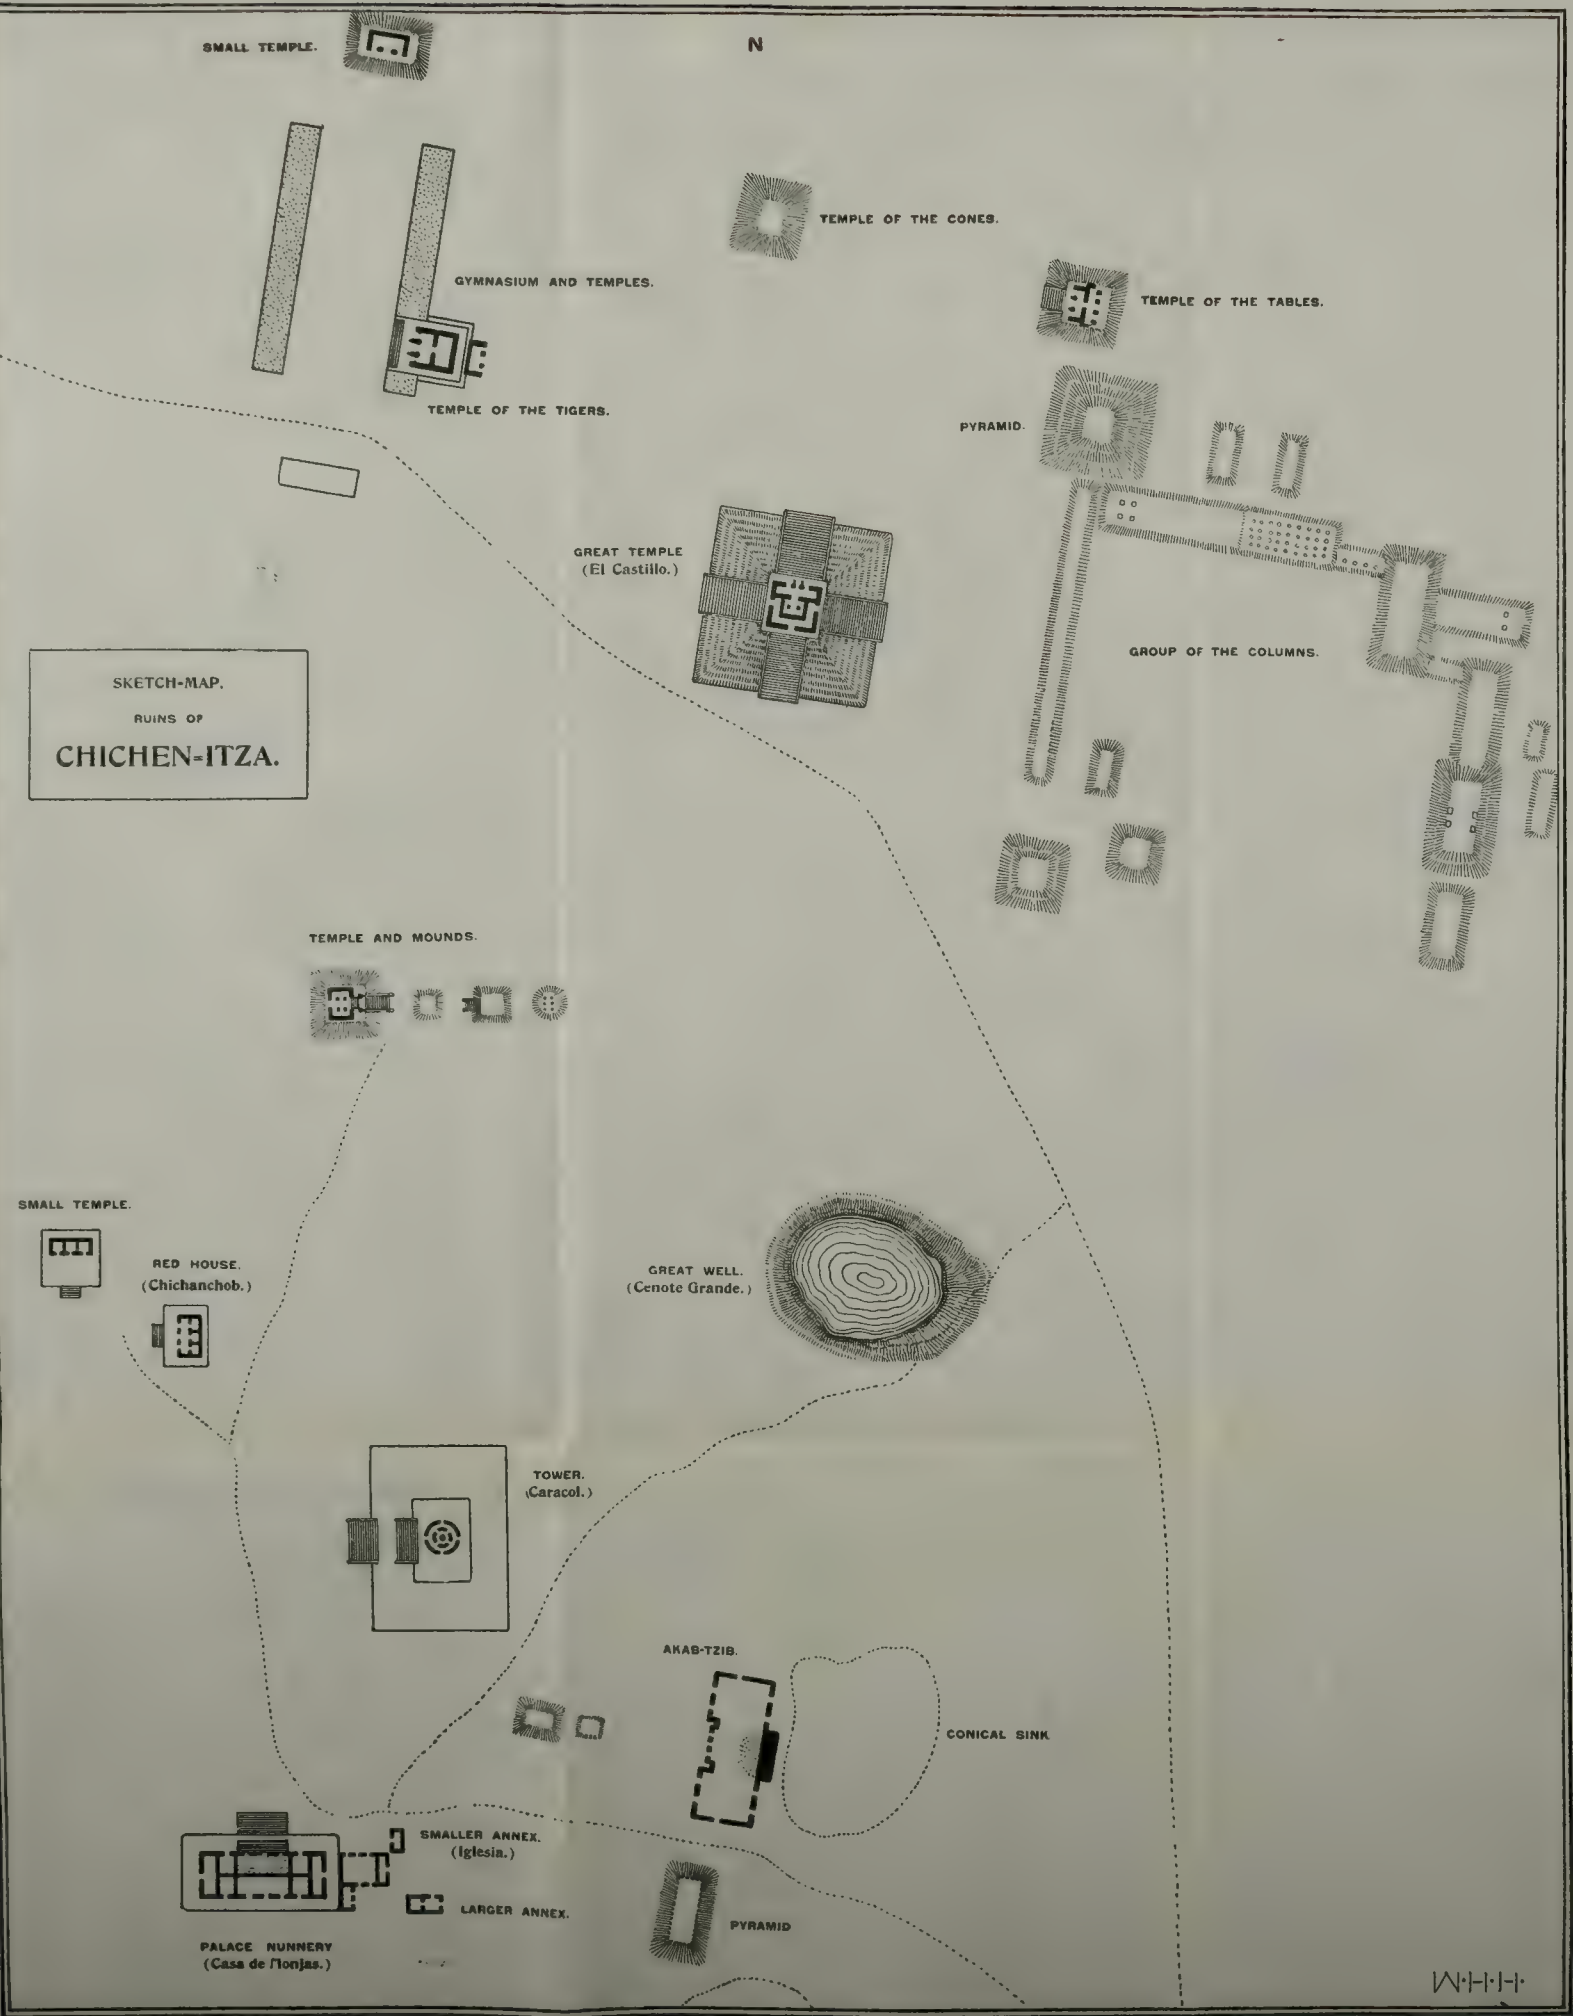 N
SMALL TEMPLE.
TEMPLE OF THE CONES.
GYMNASIUM AND TEMPLES.
TEMPLE OF THE TABLES.
TEMPLE OF THE TIGERS.
PYRAMID.
GREAT TEMPLE
(El Castillo.)
GROUP OF THE COLUMNS.
SKETCH-MAP.
RUINS OF
CHICHEN-ITZA.
TEMPLE AND MOUNDS.
SMALL TEMPLE.
RED HOUSE.
(Chichanchob.)
GREAT WELL.
(Cenote Grande.)
TOWER.
(Caracol.)
AKAB-TZIB.
CONICAL SINK
SMALLER ANNEX.
(Iglesia.)
LARGER ANNEX.
PYRAMID
PALACE NUNNERY
(Casa de Monjas.)
W·H·H·